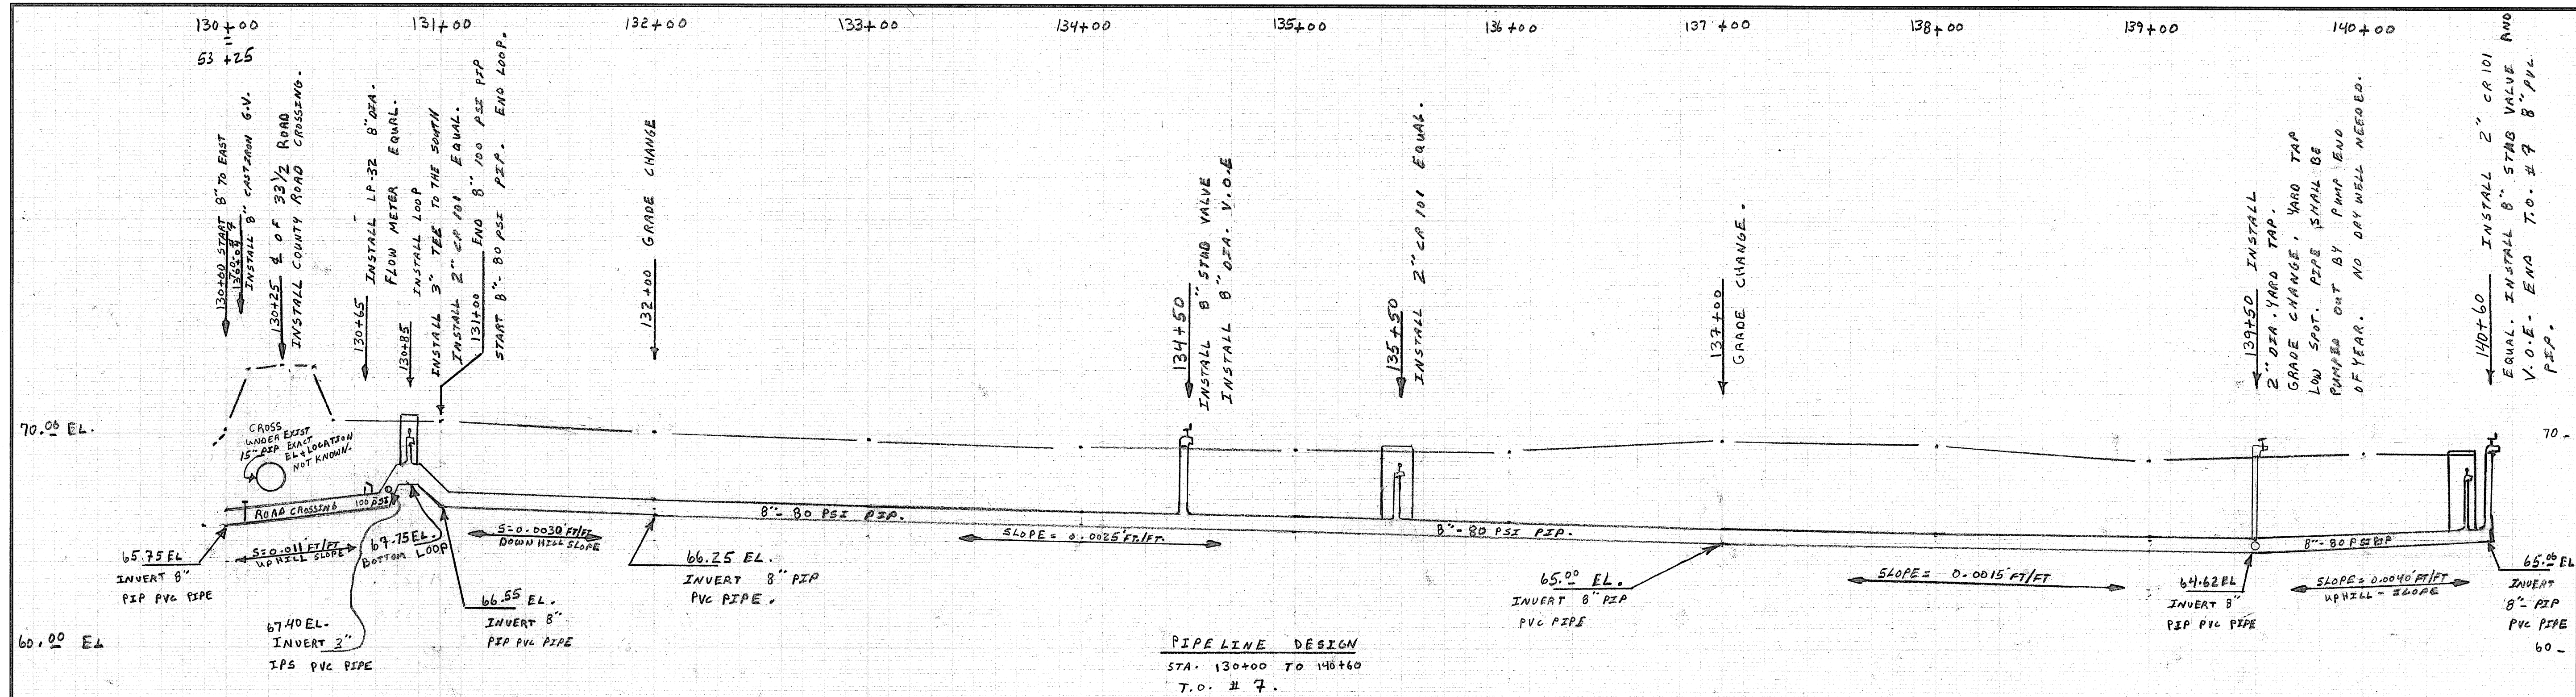 130+00 131+00 132+00 133+00 134+00 135+00 136+00 137+00 138+00 139+00 140+00
=
53 +25
130+00 START 8" TO EAST
INSTALL 8" CASTIRON G.V.
130+25 ℄ OF 33 1/2 ROAD
INSTALL COUNTY ROAD CROSSING.
130+65 INSTALL LP-32 8" DIA.
FLOW METER EQUAL.
130+85 INSTALL LOOP
INSTALL 3" TEE TO THE SOUTH
INSTALL 2" CR 101 EQUAL.
131+00 END 8" 100 PSI PIP
START 8"- 80 PSI PIP. END LOOP.
132+00 GRADE CHANGE
134+50 INSTALL 8" STUB VALVE
INSTALL 8" DIA. V.O.E
135+50
INSTALL 2" CR 101 EQUAL.
137+00
GRADE CHANGE.
139+50 INSTALL
2" DIA. YARD TAP.
GRADE CHANGE, YARD TAP
LOW SPOT. PIPE SHALL BE
PUMPED OUT BY PUMP END
OF YEAR. NO DRY WELL NEEDED.
140+60 INSTALL 2" CR 101
EQUAL. INSTALL 8" STUB VALVE AND
V.O.E- END T.O. # 7 8" PVC
PIP.
70.00 EL.
70 -
CROSS
UNDER EXIST
15" PIP EXACT
EL & LOCATION
NOT KNOWN.
ROAD CROSSING 100 PSI
8"- 80 PSI PIP.
8"- 80 PSI PIP.
8"- 80 PSI PIP
65.75 EL
INVERT 8"
PIP PVC PIPE
S=0.011 FT/FT
UPHILL SLOPE
67.75 EL.
BOTTOM LOOP
67.40 EL.
INVERT 3"
IPS PVC PIPE
S=0.0030 FT/FT
DOWN HILL SLOPE
66.55 EL.
INVERT 8"
PIP PVC PIPE
66.25 EL.
INVERT 8" PIP
PVC PIPE.
SLOPE= 0.0025 FT/FT.
65.00 EL.
INVERT 8" PIP
PVC PIPE
SLOPE= 0.0015 FT/FT
64.62 EL
INVERT 8"
PIP PVC PIPE
SLOPE= 0.0040 FT/FT
UPHILL - SLOPE
65.06 EL
INVERT
8"- PIP
PVC PIPE
60.00 EL
60 -
PIPELINE DESIGN
STA. 130+00 TO 140+60
T.O. # 7.